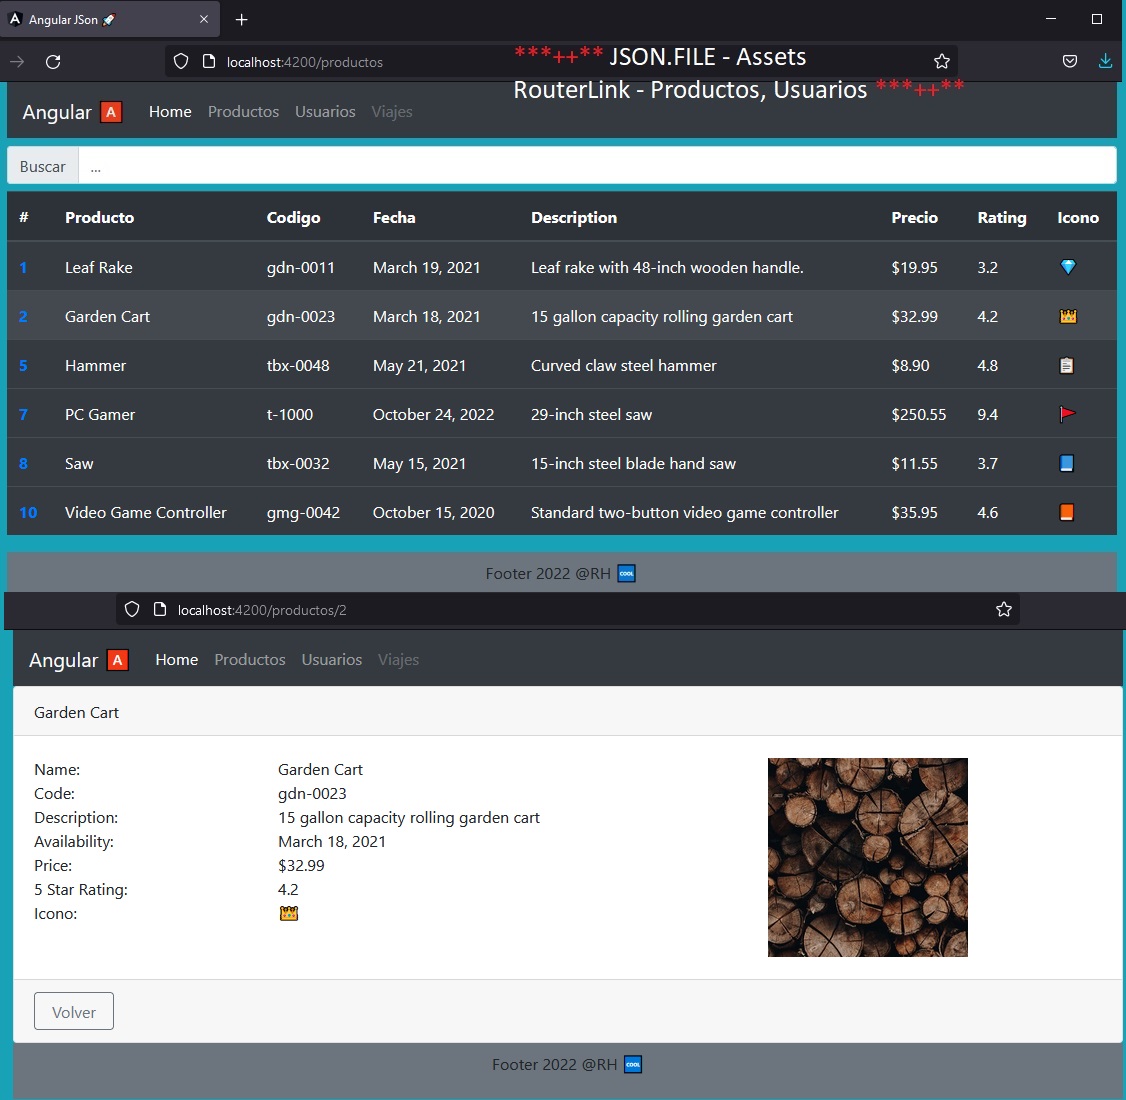 Angular JSon 🚀
localhost:4200/productos
***++** JSON.FILE - Assets
RouterLink - Productos, Usuarios ***++**
Angular A Home Productos Usuarios Viajes
Buscar ...
# Producto Codigo Fecha Description Precio Rating Icono
1 Leaf Rake gdn-0011 March 19, 2021 Leaf rake with 48-inch wooden handle. $19.95 3.2 💎
2 Garden Cart gdn-0023 March 18, 2021 15 gallon capacity rolling garden cart $32.99 4.2 👑
5 Hammer tbx-0048 May 21, 2021 Curved claw steel hammer $8.90 4.8 📋
7 PC Gamer t-1000 October 24, 2022 29-inch steel saw $250.55 9.4 🚩
8 Saw tbx-0032 May 15, 2021 15-inch steel blade hand saw $11.55 3.7 📘
10 Video Game Controller gmg-0042 October 15, 2020 Standard two-button video game controller $35.95 4.6 📙
Footer 2022 @RH COOL
localhost:4200/productos/2
Angular A Home Productos Usuarios Viajes
Garden Cart
Name: Garden Cart
Code: gdn-0023
Description: 15 gallon capacity rolling garden cart
Availability: March 18, 2021
Price: $32.99
5 Star Rating: 4.2
Icono: 👑
Volver
Footer 2022 @RH COOL